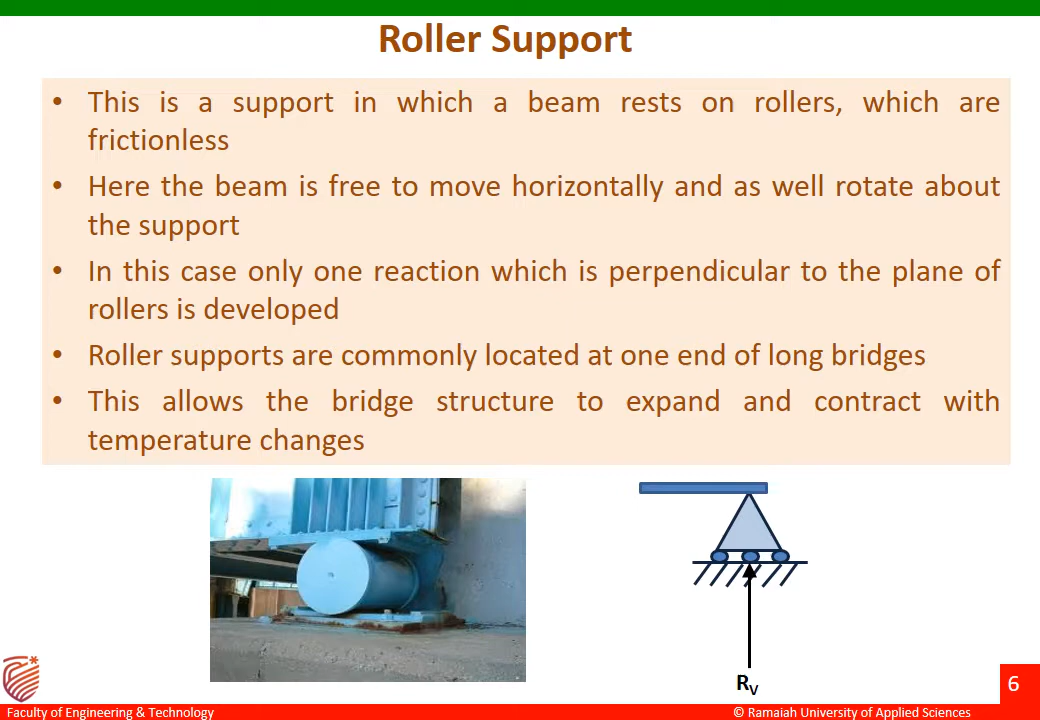 Roller Support
• This is a support in which a beam rests on rollers, which are
frictionless
• Here the beam is free to move horizontally and as well rotate about
the support
• In this case only one reaction which is perpendicular to the plane of
rollers is developed
• Roller supports are commonly located at one end of long bridges
• This allows the bridge structure to expand and contract with
temperature changes
R_V
6
Faculty of Engineering & Technology
© Ramaiah University of Applied Sciences